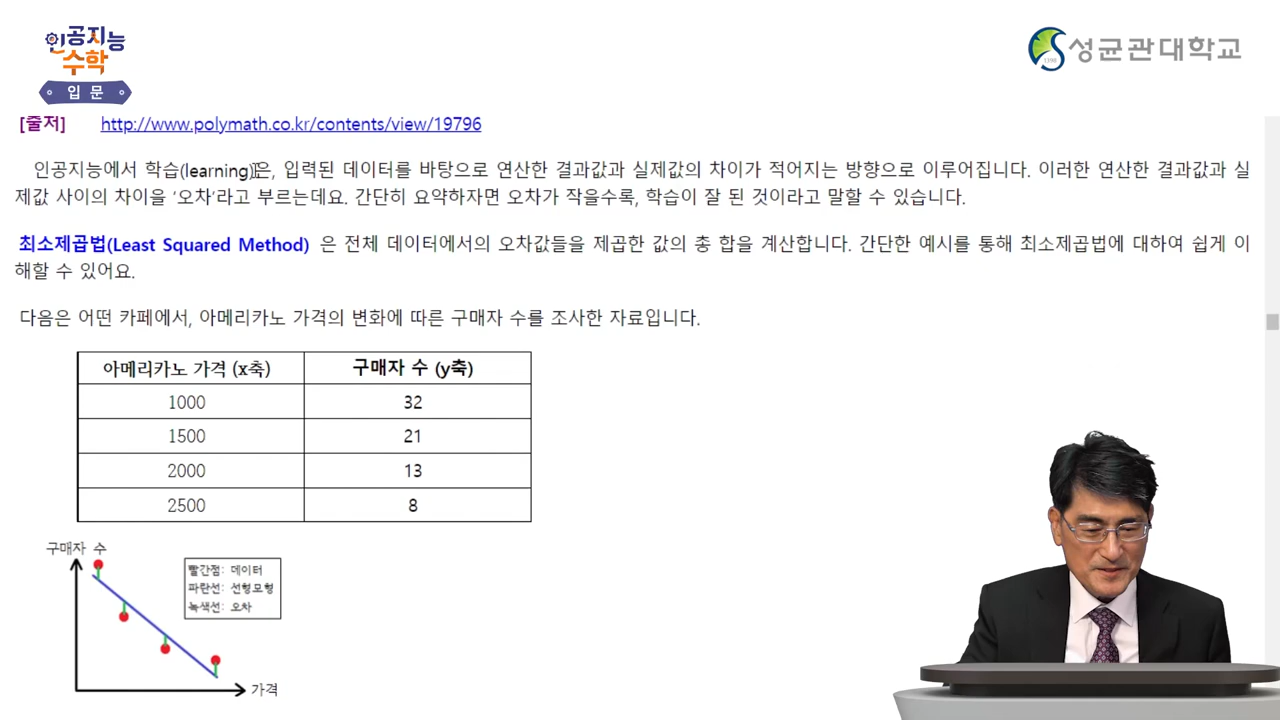 인공지능
수학
입 문
1398
성균관대학교
[출저] http://www.polymath.co.kr/contents/view/19796
인공지능에서 학습(learning)은, 입력된 데이터를 바탕으로 연산한 결과값과 실제값의 차이가 적어지는 방향으로 이루어집니다. 이러한 연산한 결과값과 실
제값 사이의 차이을 ‘오차’라고 부르는데요. 간단히 요약하자면 오차가 작을수록, 학습이 잘 된 것이라고 말할 수 있습니다.
최소제곱법(Least Squared Method) 은 전체 데이터에서의 오차값들을 제곱한 값의 총 합을 계산합니다. 간단한 예시를 통해 최소제곱법에 대하여 쉽게 이
해할 수 있어요.
다음은 어떤 카페에서, 아메리카노 가격의 변화에 따른 구매자 수를 조사한 자료입니다.
아메리카노 가격 (x축) 구매자 수 (y축)
1000 32
1500 21
2000 13
2500 8
구매자 수
빨간점: 데이터
파란선: 선형모형
녹색선: 오차
가격